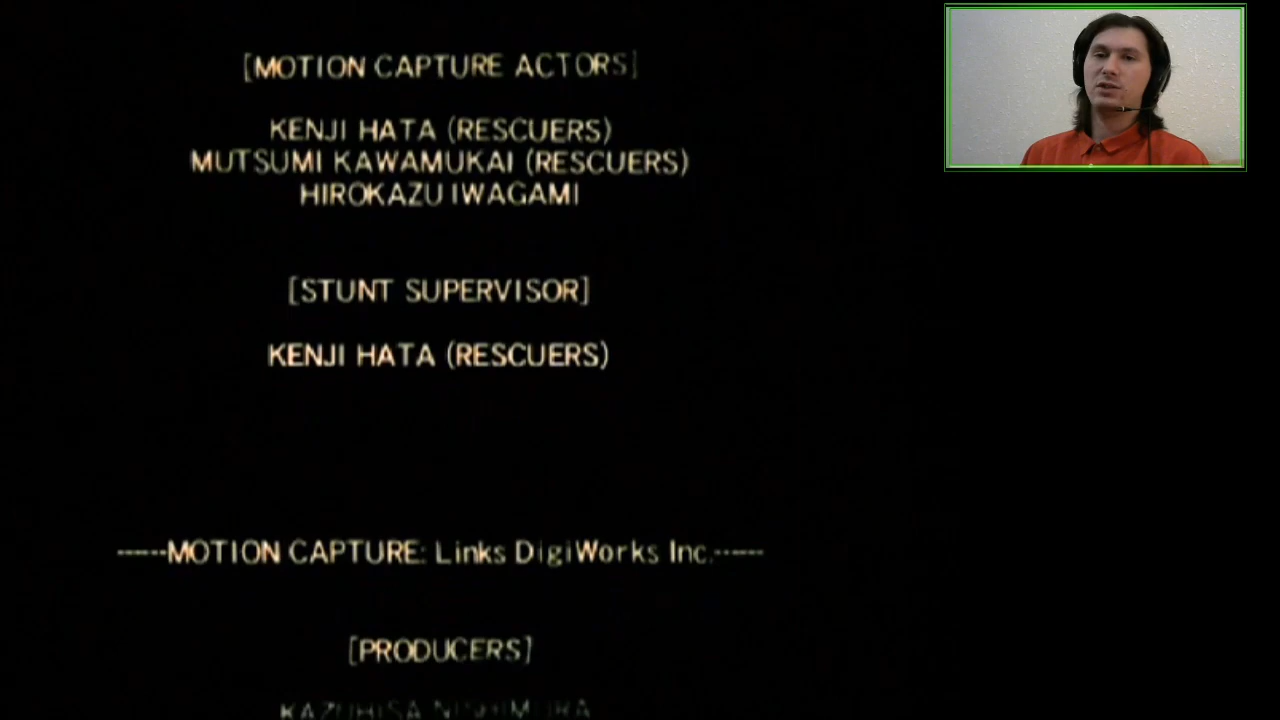 [MOTION CAPTURE ACTORS]
KENJI HATA (RESCUERS)
MUTSUMI KAWAMUKAI (RESCUERS)
HIROKAZU IWAGAMI
[STUNT SUPERVISOR]
KENJI HATA (RESCUERS)
------MOTION CAPTURE: Links DigiWorks Inc.------
[PRODUCERS]
KAZUHISA